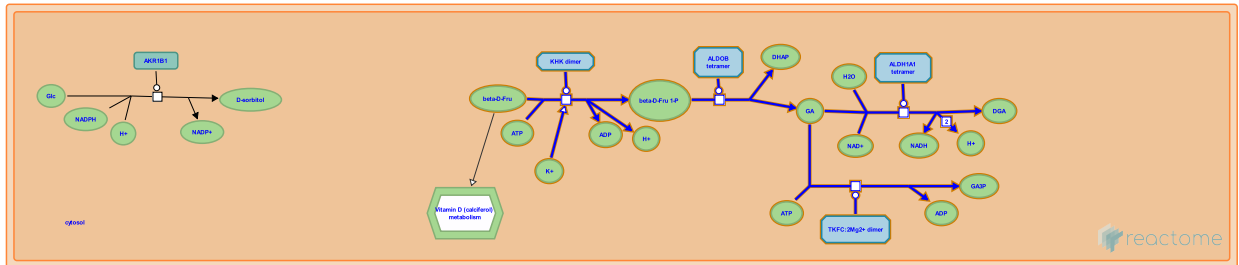 AKR1B1
Glc
NADPH
H+
NADP+
D-sorbitol
cytosol
beta-D-Fru
ATP
K+
KHK dimer
ADP
H+
beta-D-Fru 1-P
Vitamin D (calciferol)
metabolism
ALDOB
tetramer
DHAP
GA
H2O
NAD+
ALDH1A1
tetramer
NADH
2
H+
DGA
ATP
TKFC:2Mg2+ dimer
ADP
GA3P
reactome